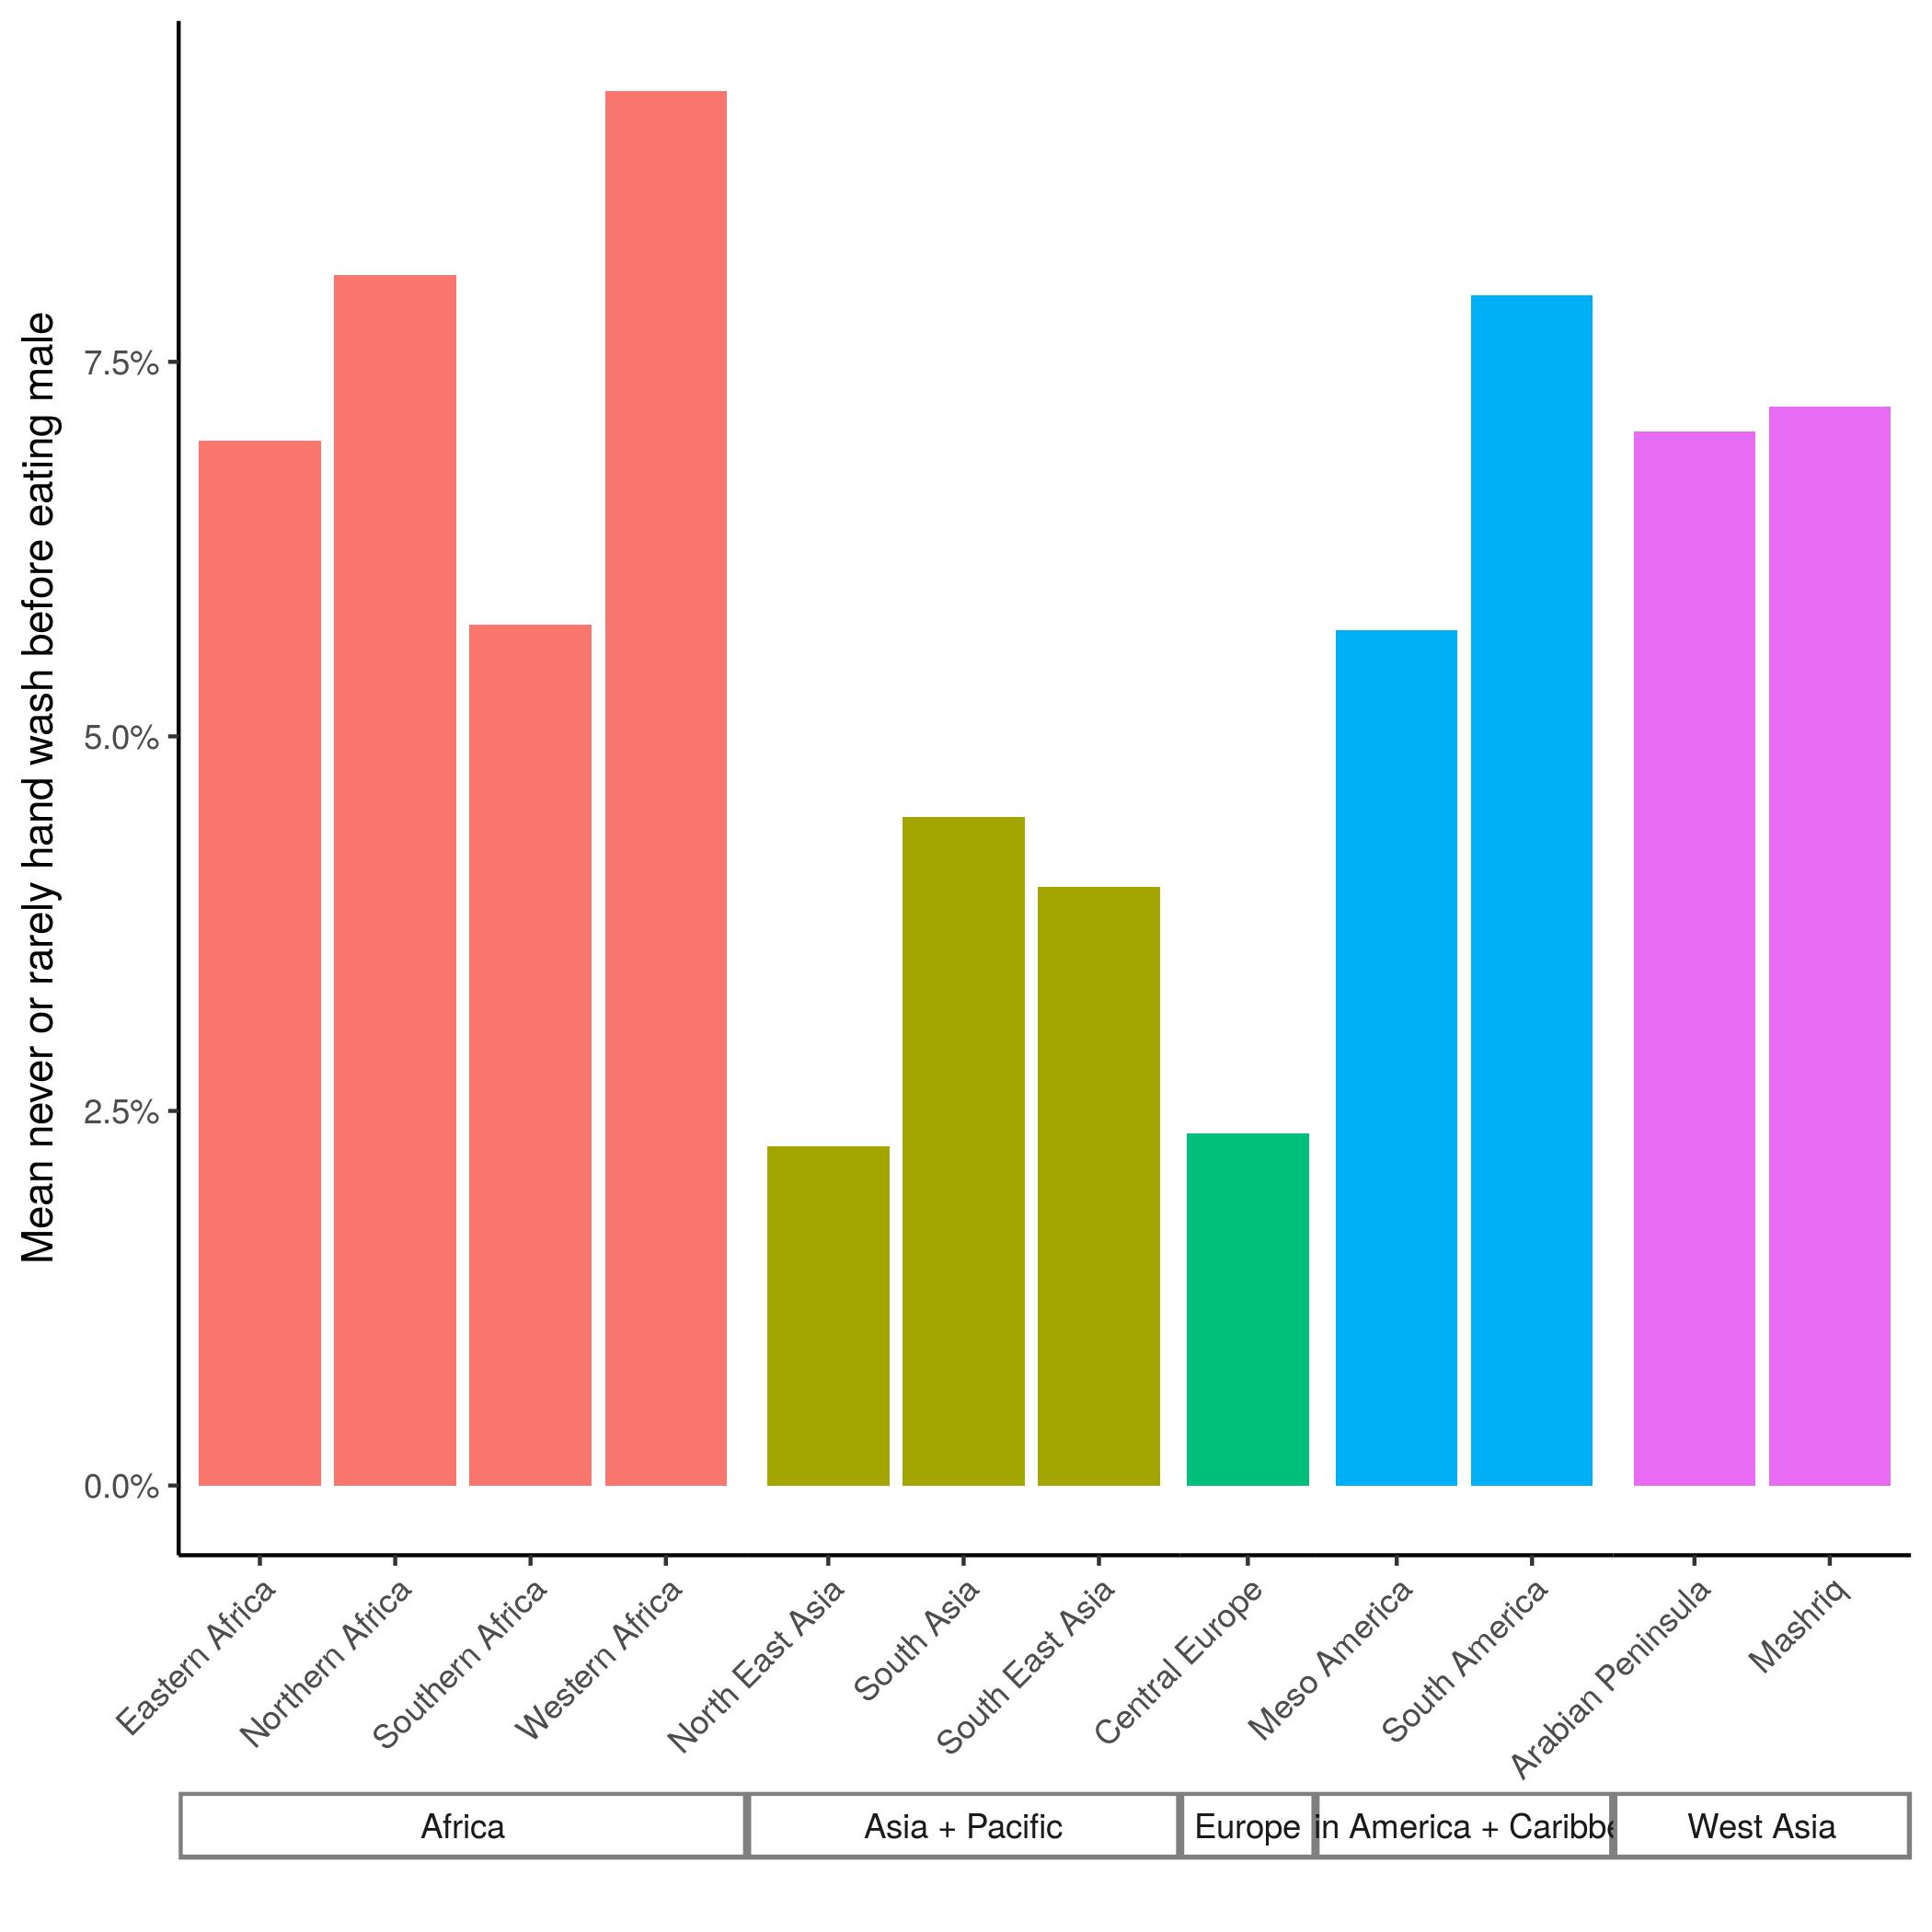 Mean never or rarely hand wash before eating male
7.5%
5.0%
2.5%
0.0%
Eastern Africa
Northern Africa
Southern Africa
Western Africa
North East Asia
South Asia
South East Asia
Central Europe
Meso America
South America
Arabian Peninsula
Mashriq
Africa
Asia + Pacific
Europe
in America + Caribbe
West Asia